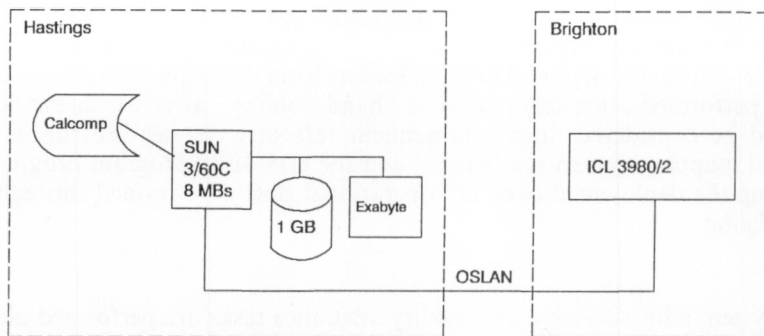 Hastings
Brighton
Calcomp
SUN
3/60C
8 MBs
ICL 3980/2
1 GB
Exabyte
OSLAN